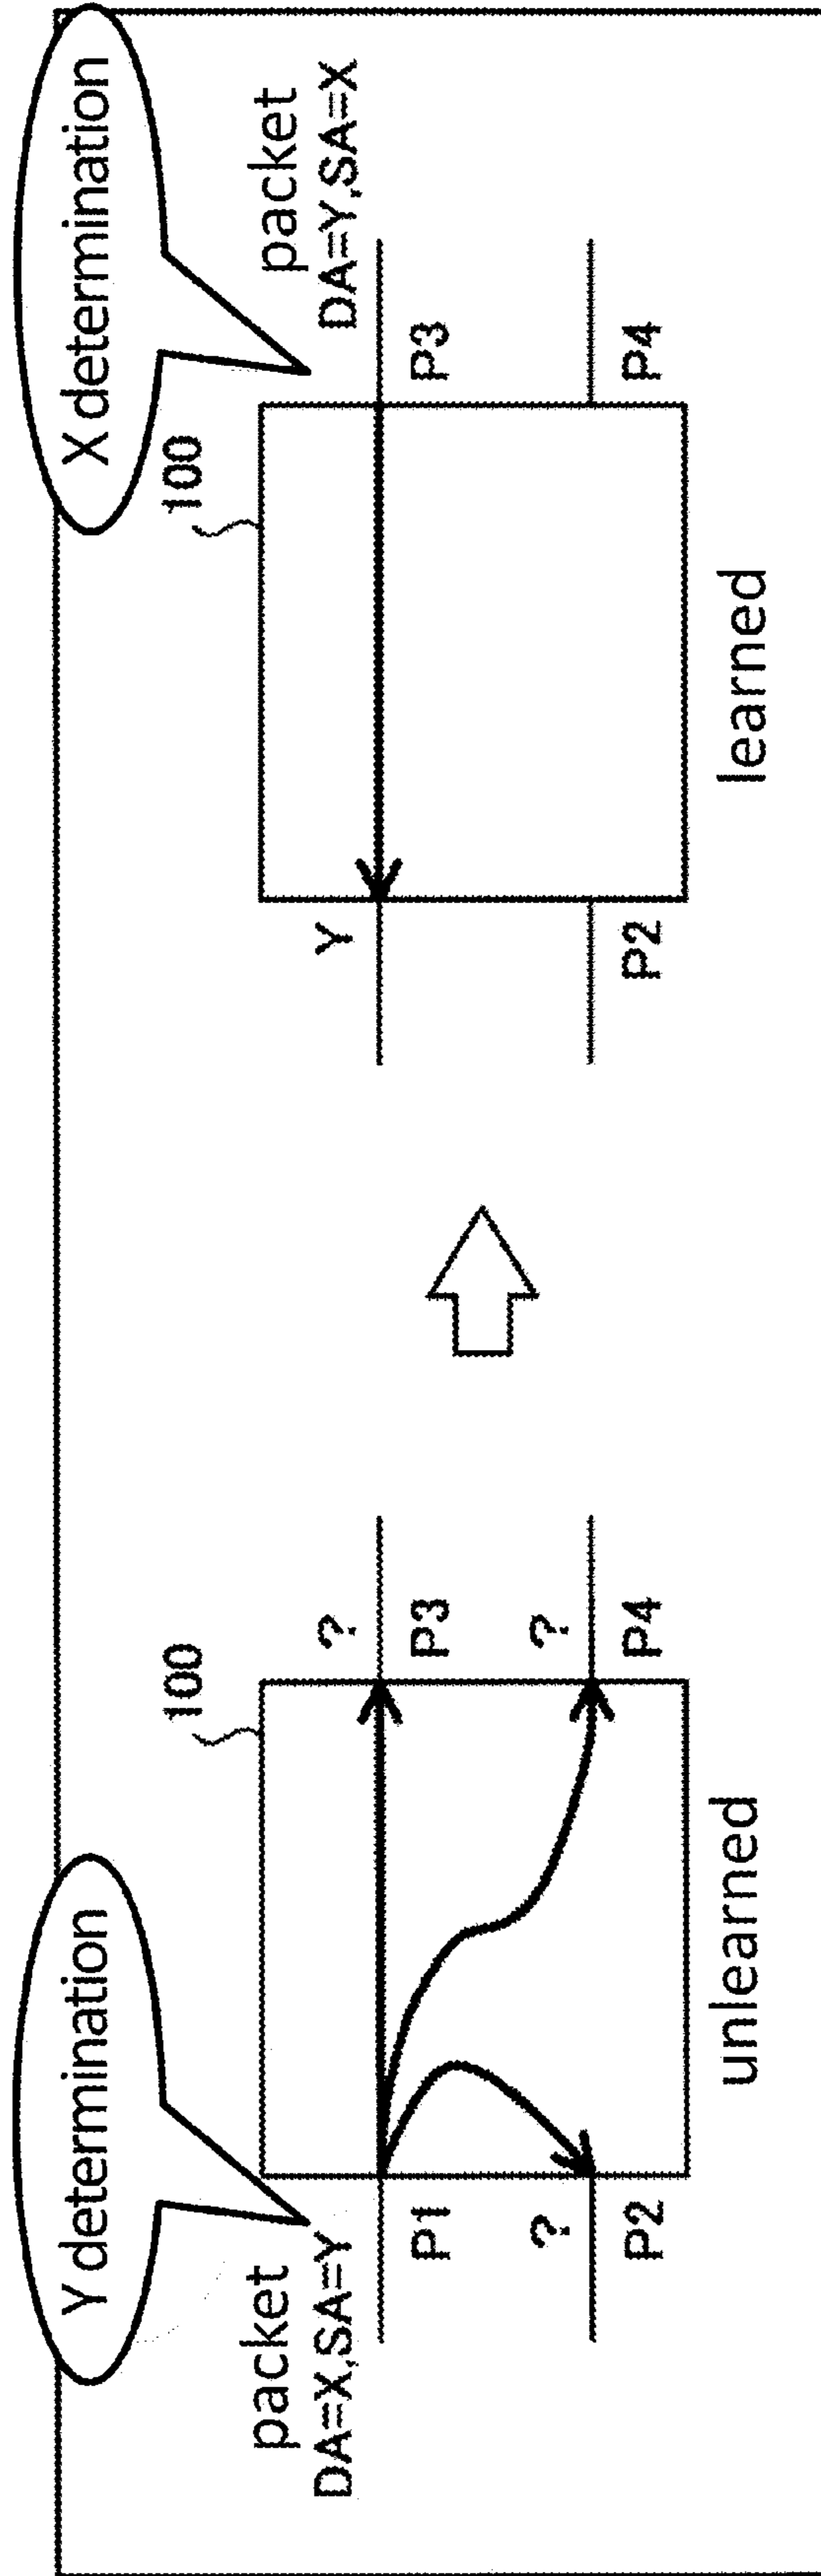 Y determination
packet
DA=X,SA=Y
100
?
P1
P3
?
?
P2
P4
unlearned
X determination
packet
DA=Y,SA=X
100
Y
P3
P2
P4
learned